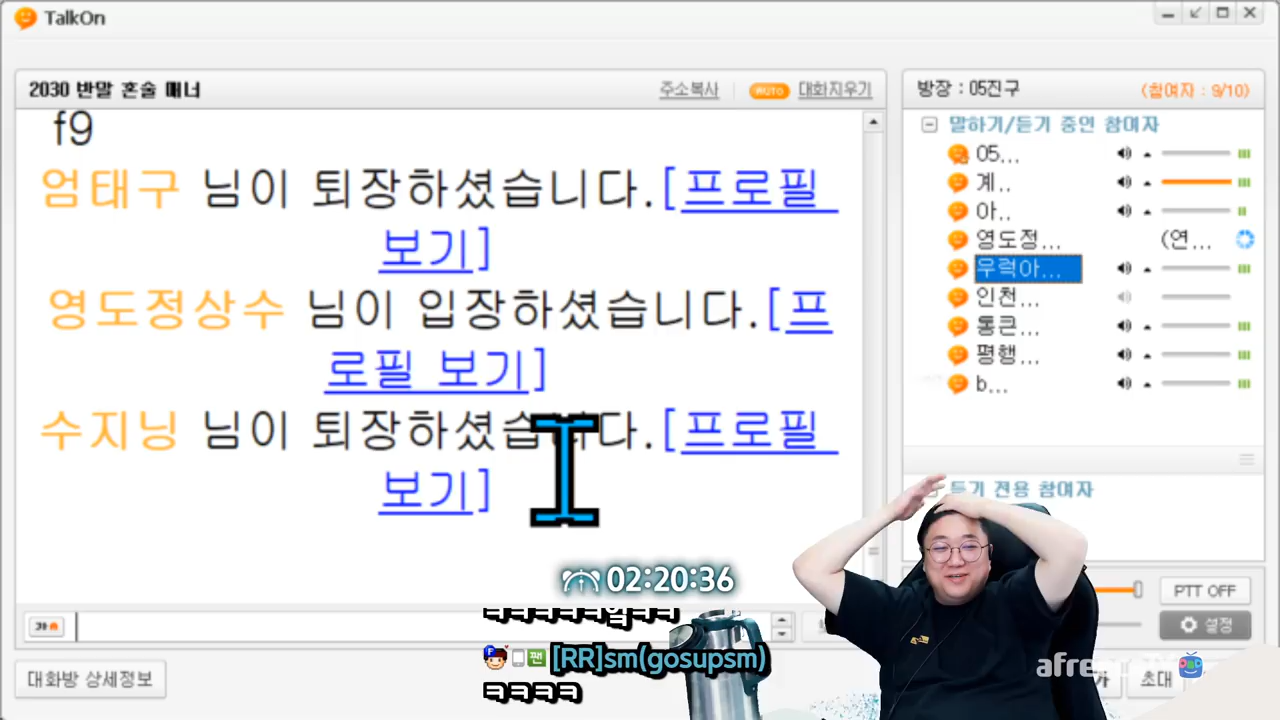 TalkOn
2030 반말 혼술 매너
주소복사
AUTO
대화지우기
f9
엄태구 님이 퇴장하셨습니다.[프로필
보기]
영도정상수 님이 입장하셨습니다.[프
로필 보기]
수지닝 님이 퇴장하셨습니다.[프로필
보기]
방장 : 05진구
(참여자 : 9/10)
말하기/듣기 중인 참여자
05...
계..
아..
영도정... (연...
우럭아...
인천...
통큰...
평행...
b...
듣기 전용 참여자
PTT OFF
설정
초대
대화방 상세정보
02:20:36
[RR]sm(gosupsm)
ㅋㅋㅋㅋ